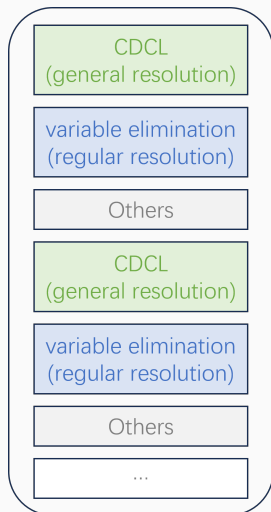 CDCL
(general resolution)
variable elimination
(regular resolution)
Others
CDCL
(general resolution)
variable elimination
(regular resolution)
Others
...